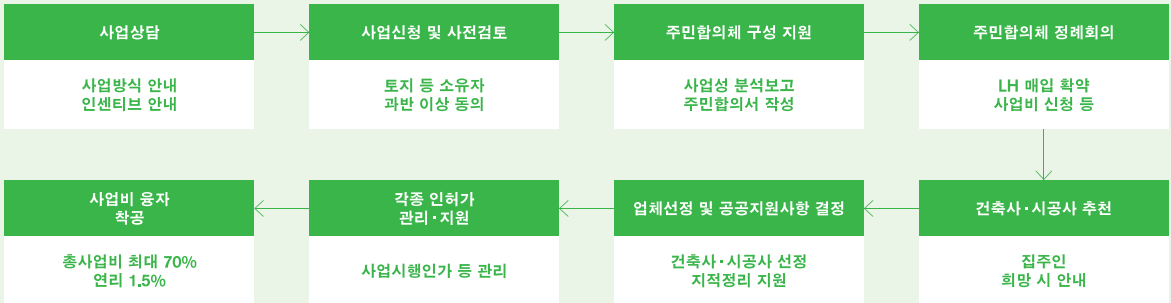 사업상담
사업방식 안내
인센티브 안내
사업신청 및 사전검토
토지 등 소유자
과반 이상 동의
주민합의체 구성 지원
사업성 분석보고
주민합의서 작성
주민합의체 정례회의
LH 매입 확약
사업비 신청 등
건축사·시공사 추천
집주인
희망 시 안내
업체선정 및 공공지원사항 결정
건축사·시공사 선정
지적정리 지원
각종 인허가
관리·지원
사업시행인가 등 관리
사업비 융자
착공
총사업비 최대 70%
연리 1.5%